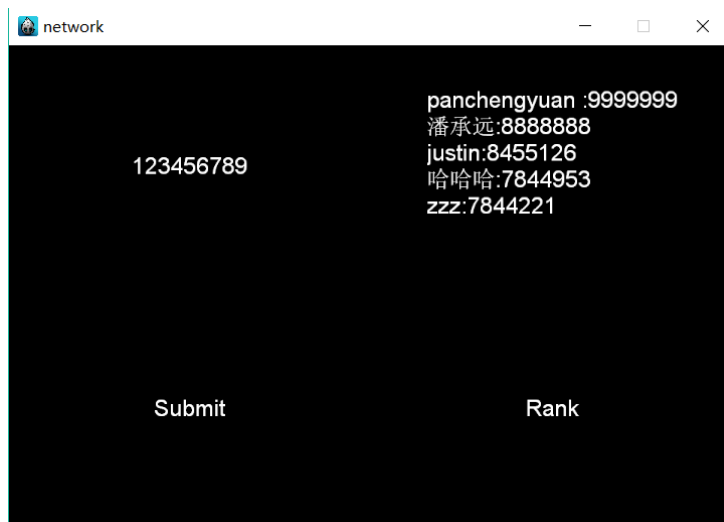 network
123456789
panchengyuan :9999999
潘承远:8888888
justin:8455126
哈哈哈:7844953
zzz:7844221
Submit
Rank